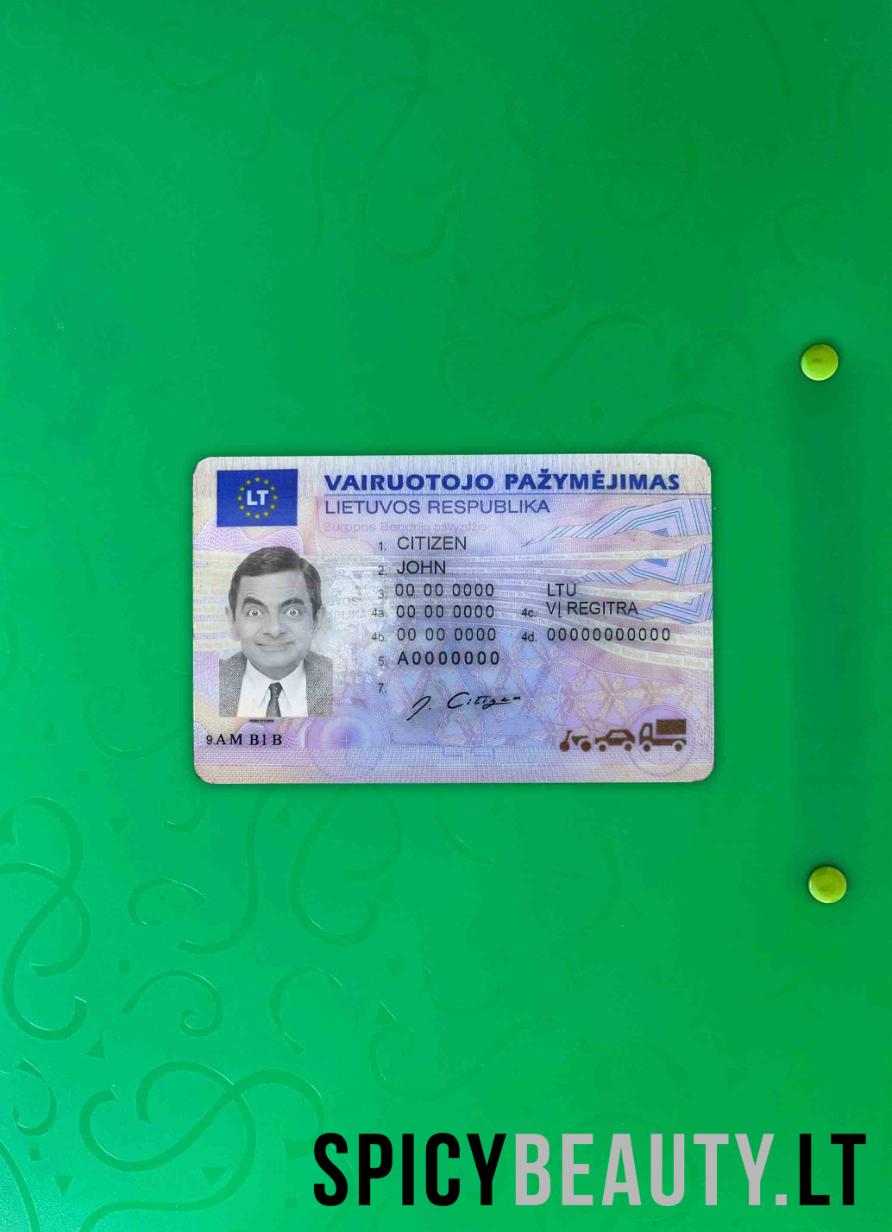 LT
VAIRUOTOJO PAŽYMĖJIMAS
LIETUVOS RESPUBLIKA
Europos Bendrijų pavyzdžio
1. CITIZEN
2. JOHN
3. 00 00 0000 LTU
4a. 00 00 0000 4c. VĮ REGITRA
4b. 00 00 0000 4d. 00000000000
5. A0000000
7. J. Citizen
9. AM B1 B
SPICYBEAUTY.LT